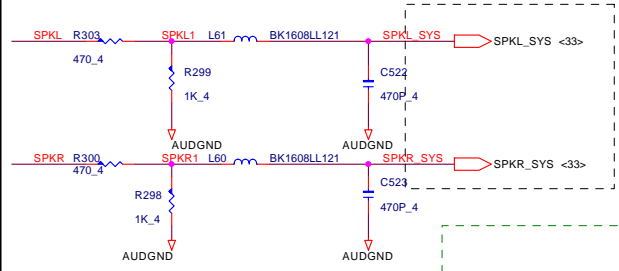 SPKL R303 SPKL1 L61 BK1608LL121 SPKL_SYS SPKL_SYS <33>
470_4
R299 C522
1K_4 470P_4
AUDGND AUDGND
SPKR R300 SPKR1 L60 BK1608LL121 SPKR_SYS SPKR_SYS <33>
470_4
R298 C523
1K_4 470P_4
AUDGND AUDGND